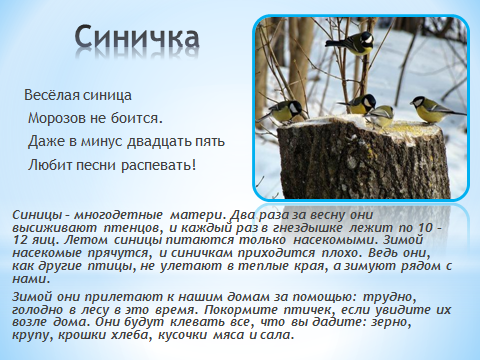 Синичка
Весёлая синица
Морозов не боится.
Даже в минус двадцать пять
Любит песни распевать!
Синицы – многодетные матери. Два раза за весну они
высиживают птенцов, и каждый раз в гнездышке лежит по 10 –
12 яиц. Летом синицы питаются только насекомыми. Зимой
насекомые прячутся, и синичкам приходится плохо. Ведь они,
как другие птицы, не улетают в теплые края, а зимуют рядом с
нами.
Зимой они прилетают к нашим домам за помощью: трудно,
голодно в лесу в это время. Покормите птичек, если увидите их
возле дома. Они будут клевать все, что вы дадите: зерно,
крупу, крошки хлеба, кусочки мяса и сала.